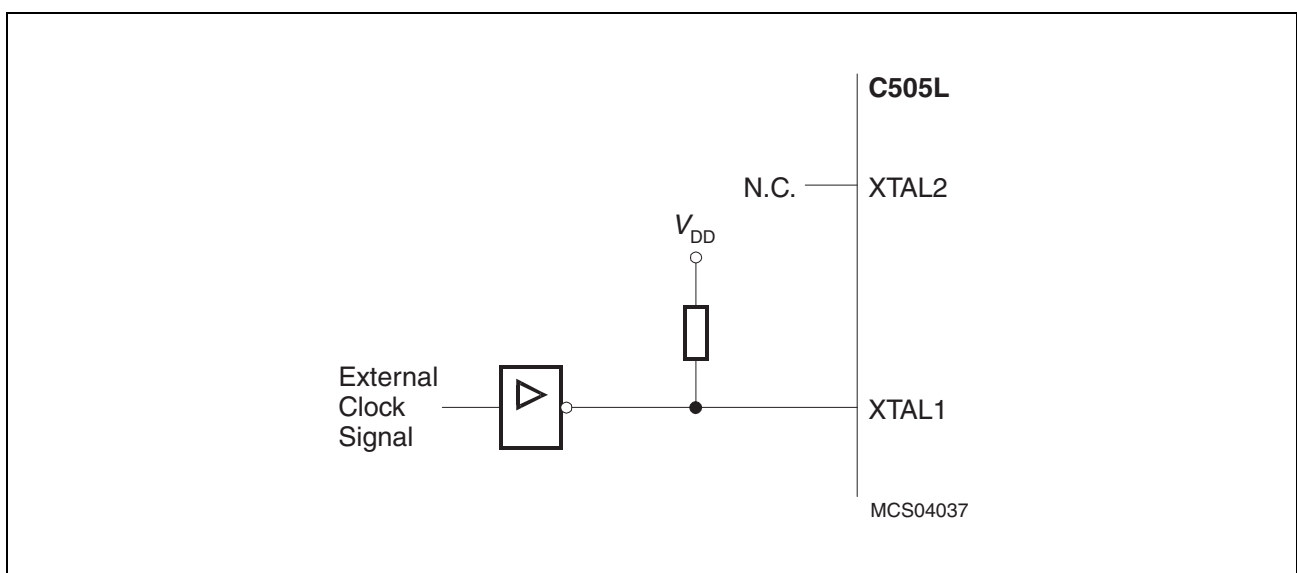 C505L
N.C.
XTAL2
VDD
External
Clock
Signal
XTAL1
MCS04037